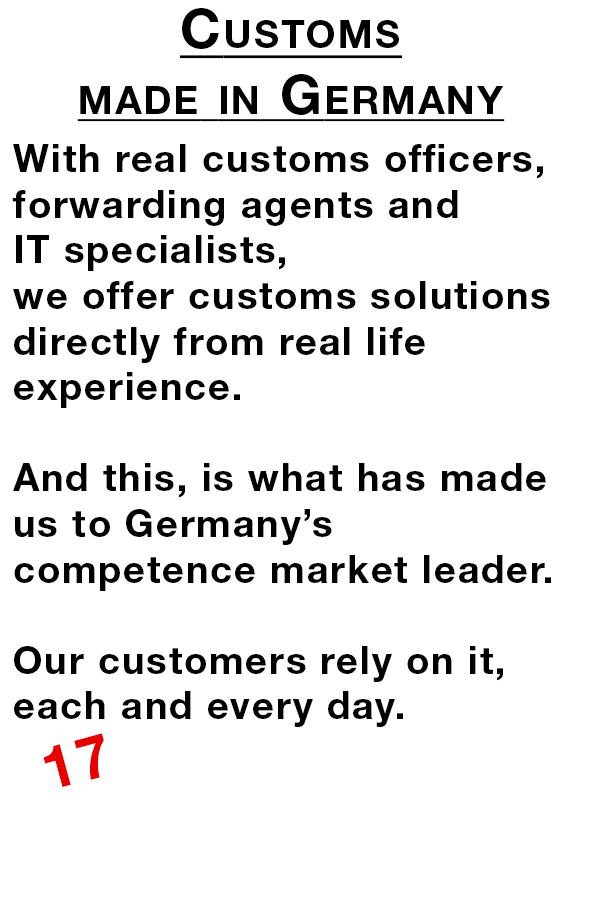 Customs
made in Germany
With real customs officers,
forwarding agents and
IT specialists,
we offer customs solutions
directly from real life
experience.
And this, is what has made
us to Germany’s
competence market leader.
Our customers rely on it,
each and every day.
17